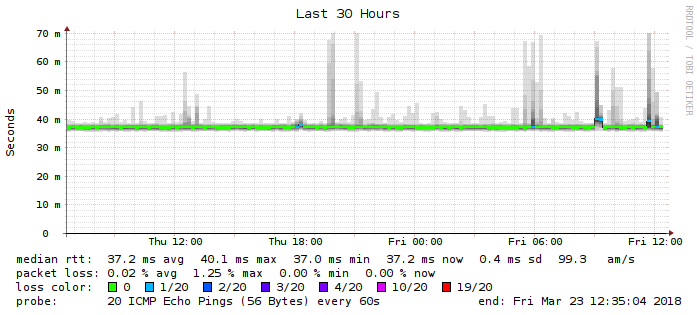 Last 30 Hours
RRDTOOL / TOBI OETIKER
Seconds
70 m
60 m
50 m
40 m
30 m
20 m
10 m
0
Thu 12:00 Thu 18:00 Fri 00:00 Fri 06:00 Fri 12:00
median rtt: 37.2 ms avg 40.1 ms max 37.0 ms min 37.2 ms now 0.4 ms sd 99.3 am/s
packet loss: 0.02 % avg 1.25 % max 0.00 % min 0.00 % now
loss color: 0 1/20 2/20 3/20 4/20 10/20 19/20
probe: 20 ICMP Echo Pings (56 Bytes) every 60s end: Fri Mar 23 12:35:04 2018